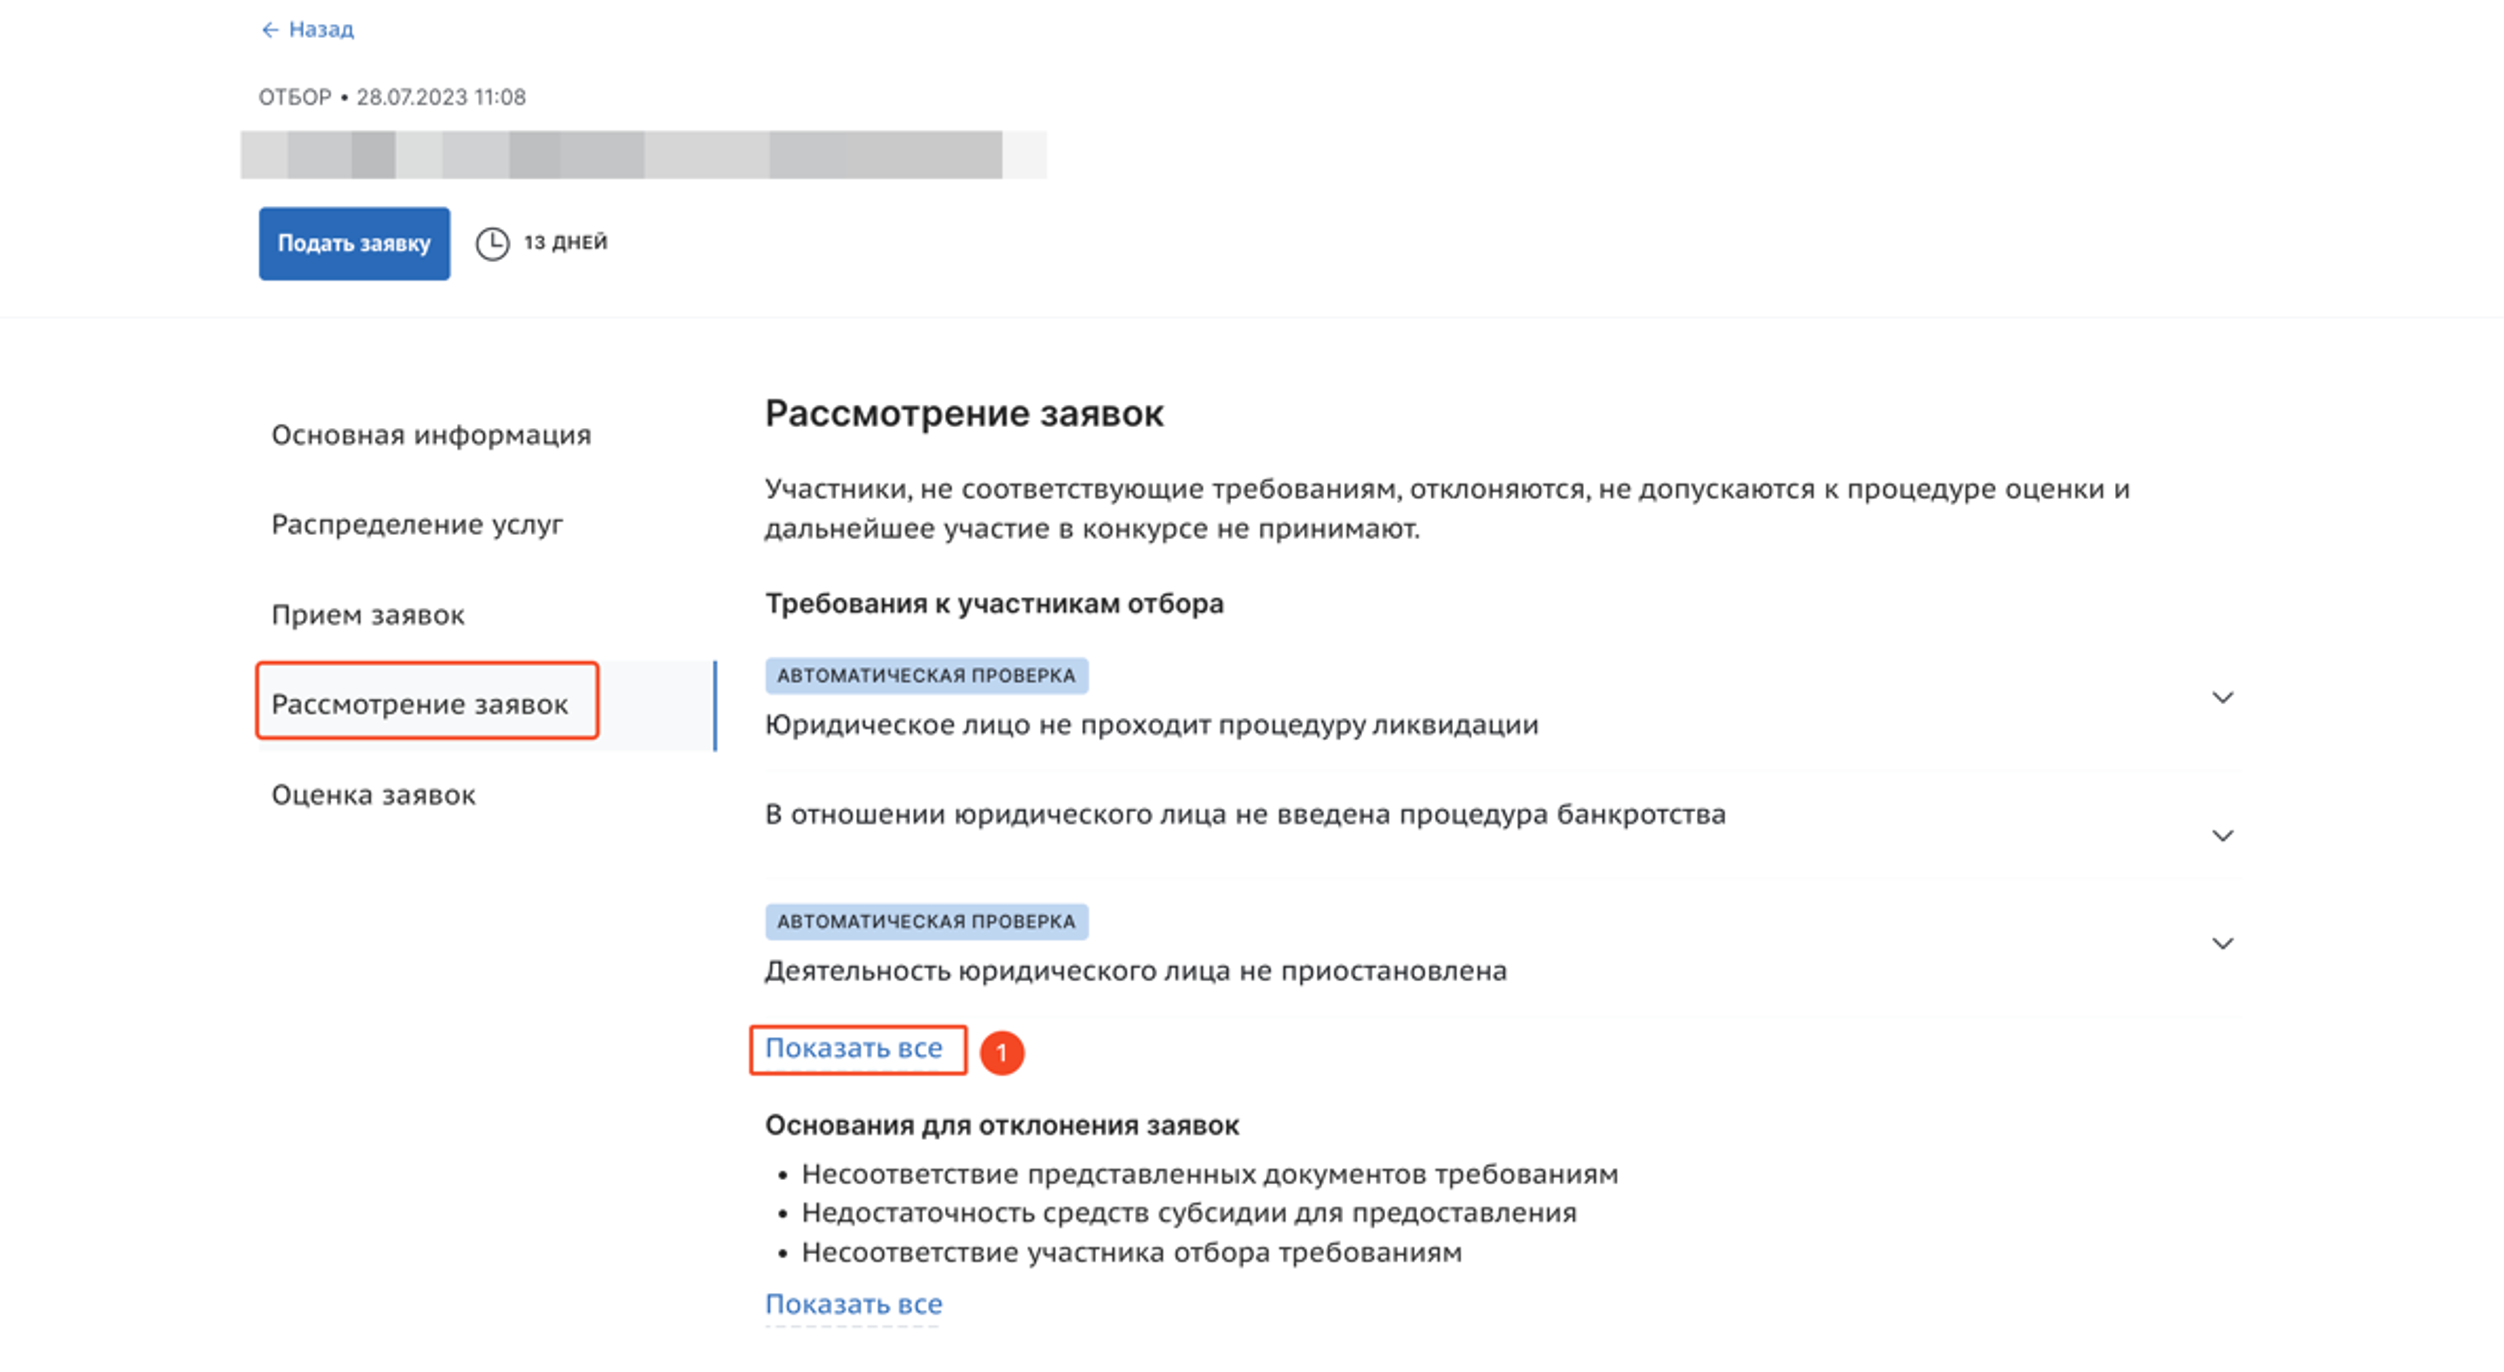 ← Назад
ОТБОР • 28.07.2023 11:08
Подать заявку
13 ДНЕЙ
Основная информация
Распределение услуг
Прием заявок
Рассмотрение заявок
Оценка заявок
Рассмотрение заявок
Участники, не соответствующие требованиям, отклоняются, не допускаются к процедуре оценки и
дальнейшее участие в конкурсе не принимают.
Требования к участникам отбора
АВТОМАТИЧЕСКАЯ ПРОВЕРКА
Юридическое лицо не проходит процедуру ликвидации
В отношении юридического лица не введена процедура банкротства
АВТОМАТИЧЕСКАЯ ПРОВЕРКА
Деятельность юридического лица не приостановлена
Показать все
1
Основания для отклонения заявок
• Несоответствие представленных документов требованиям
• Недостаточность средств субсидии для предоставления
• Несоответствие участника отбора требованиям
Показать все